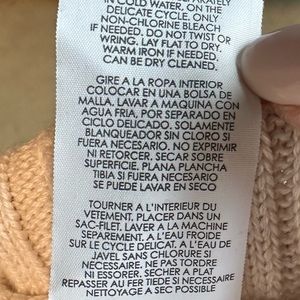 IN COLD WATER. ON THE
DELICATE CYCLE. ONLY
NON-CHLORINE BLEACH
IF NEEDED. DO NOT TWIST OR
WRING. LAY FLAT TO DRY.
WARM IRON IF NEEDED.
CAN BE DRY CLEANED.
GIRE A LA ROPA INTERIOR
COLOCAR EN UNA BOLSA DE
MALLA. LAVAR A MAQUINA CON
AGUA FRIA, POR SEPARADO EN
CICLO DELICADO. SOLAMENTE
BLANQUEADOR SIN CLORO SI
FUERA NECESARIO. NO EXPRIMIR
NI RETORCER. SECAR SOBRE
SUPERFICIE. PLANA PLANCHA
TIBIA SI FUERA NECESARIO
SE PUEDE LAVAR EN SECO
TOURNER A L'INTERIEUR DU
VETEMENT. PLACER DANS UN
SAC-FILET. LAVER A LA MACHINE
SEPAREMENT. A L'EAU FROIDE
SUR LE CYCLE DELICAT. A L'EAU
JAVEL SANS CHLORURE SI
NECESSAIRE. NE PAS TORDRE
NI ESSORER. SECHER A PLAT
REPASSER AU FER TIEDE SI NECESSAIRE
NETTOYAGE A SEC POSSIBLE